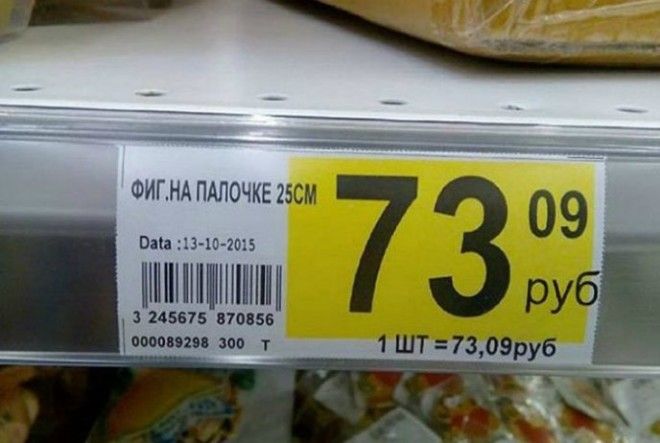 ФИГ.НА ПАЛОЧКЕ 25СМ
73 09
руб
Data :13-10-2015
3 245675 870856
000089298 300 Т
1 ШТ =73,09руб